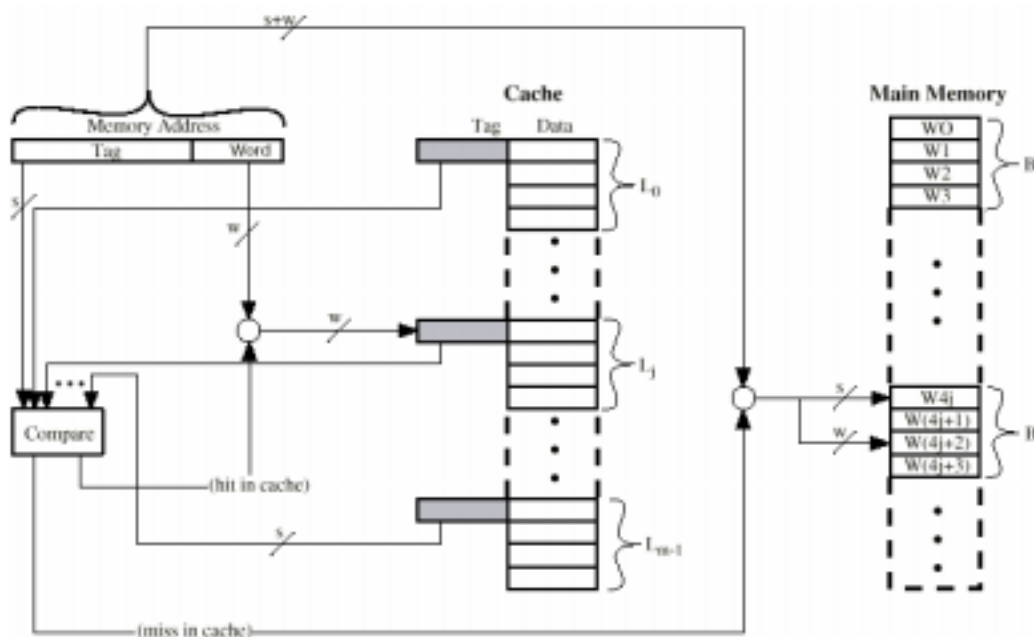 s+w
Cache
Main Memory
Memory Address
Tag Data
Tag Word
W0
W1
W2
W3
B
L0
s
w
w
Lj
Compare
(hit in cache)
s
w
W4j
W(4j+1)
W(4j+2)
W(4j+3)
B
s
Lm-1
(miss in cache)